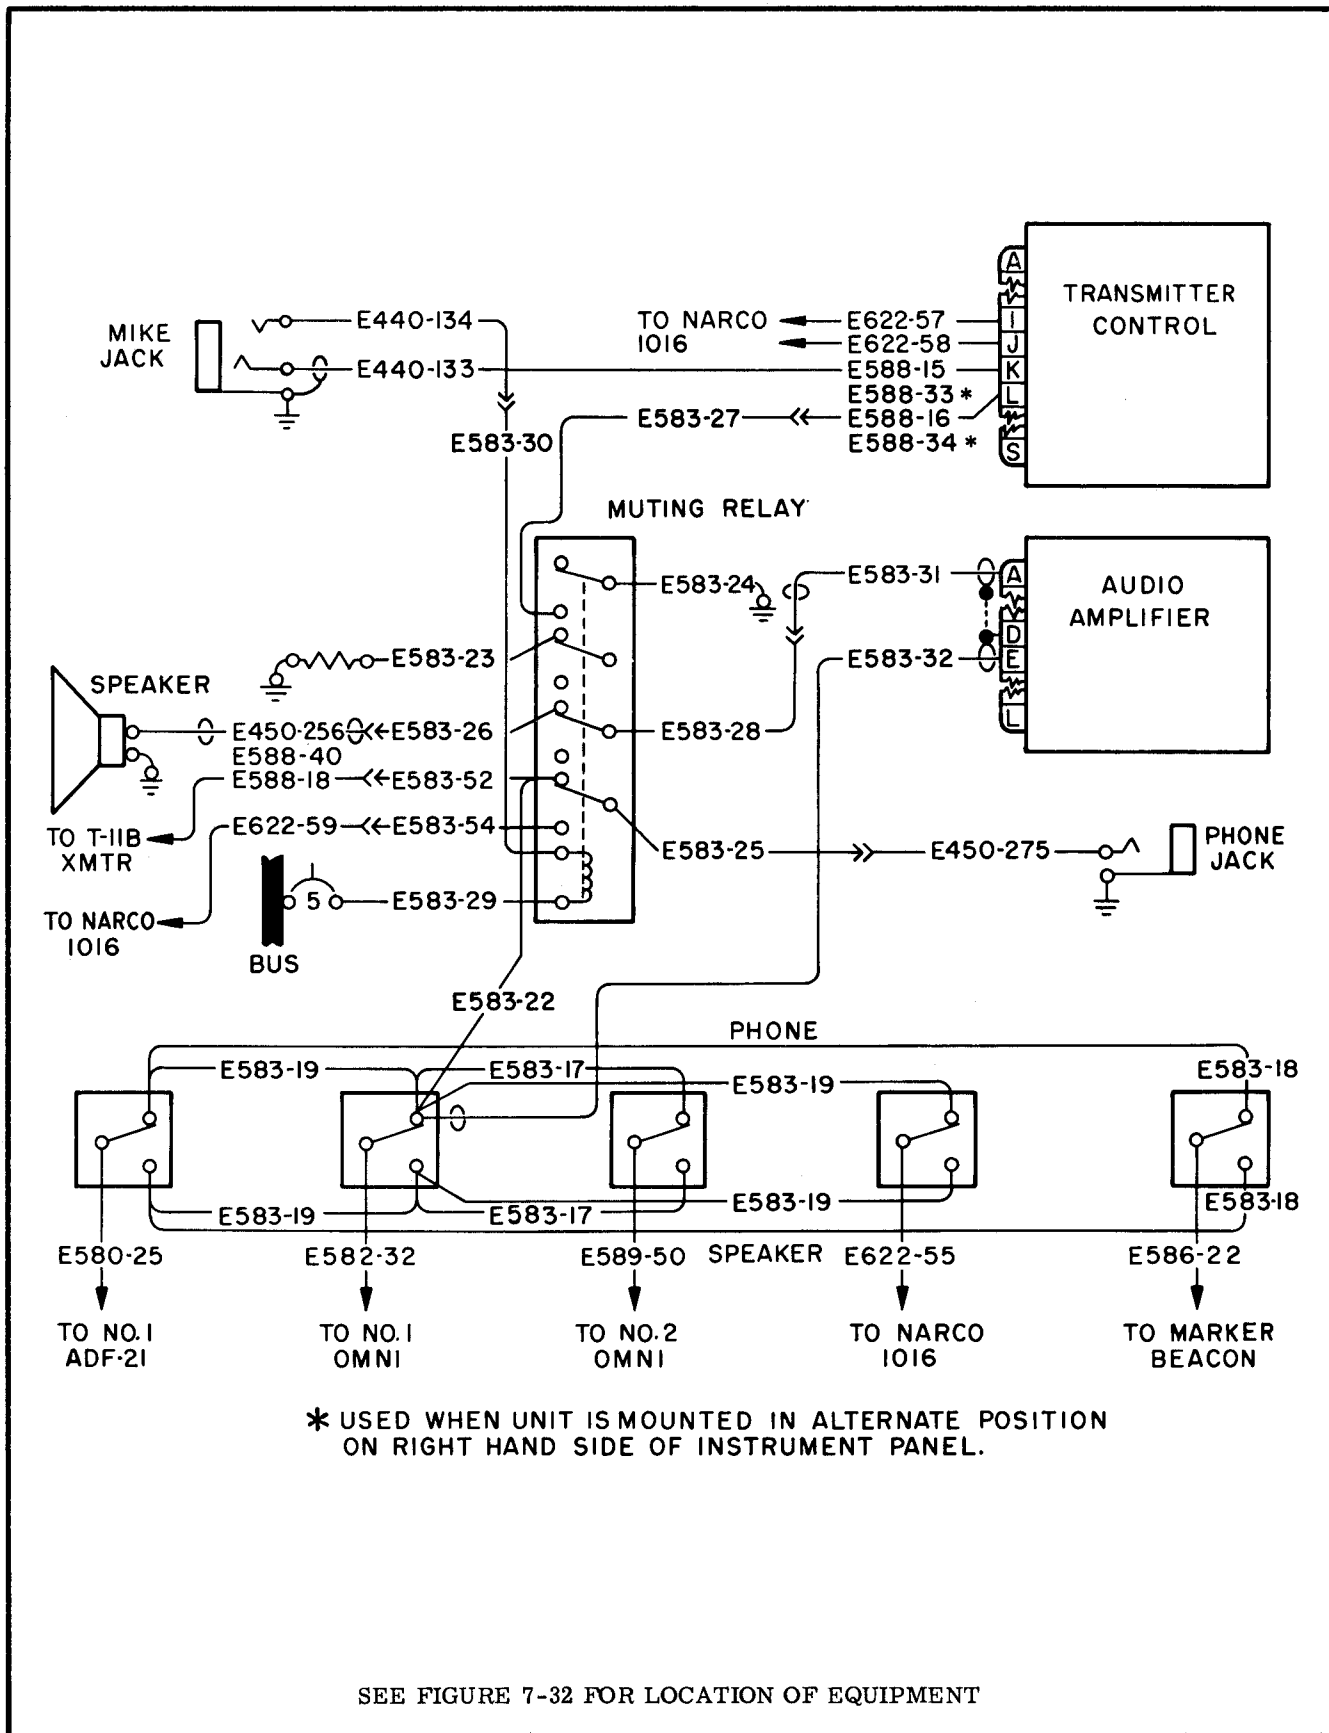 TRANSMITTER
CONTROL
A
I
J
K
L
S
MIKE
JACK
E440-134
E440-133
TO NARCO
1016
E622-57
E622-58
E588-15
E588-33 *
E583-27
E588-16
E588-34 *
E583-30
MUTING RELAY
AUDIO
AMPLIFIER
A
D
E
L
E583-24
E583-31
E583-32
E583-23
SPEAKER
E450-256
E583-26
E583-28
E588-40
E588-18
E583-52
TO T-11B
XMTR
E622-59
E583-54
E583-25
E450-275
PHONE
JACK
5
E583-29
TO NARCO
1016
BUS
E583-22
PHONE
E583-19
E583-17
E583-19
E583-18
E583-19
E583-17
E583-19
E583-18
E580-25
E582-32
E589-50
SPEAKER
E622-55
E586-22
TO NO. 1
ADF-21
TO NO. 1
OMNI
TO NO. 2
OMNI
TO NARCO
1016
TO MARKER
BEACON
* USED WHEN UNIT IS MOUNTED IN ALTERNATE POSITION
ON RIGHT HAND SIDE OF INSTRUMENT PANEL.
SEE FIGURE 7-32 FOR LOCATION OF EQUIPMENT